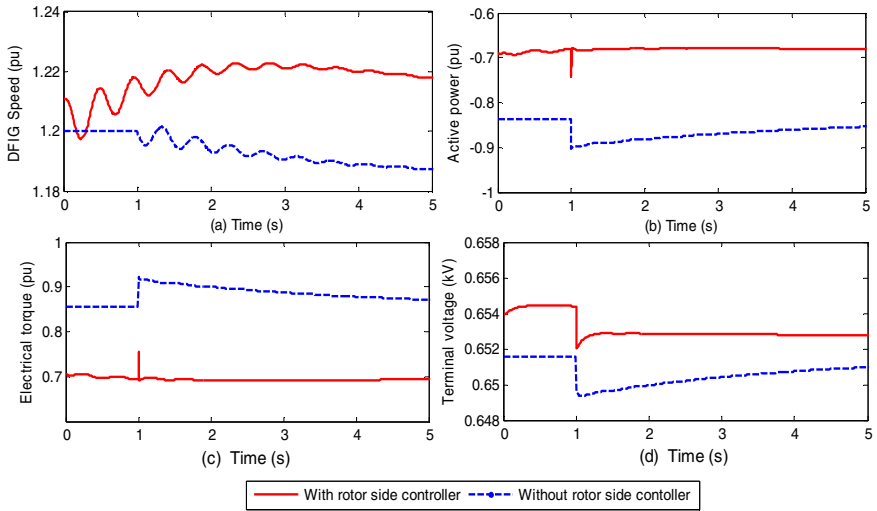 1.24
1.22
1.2
1.18
DFIG Speed (pu)
0 1 2 3 4 5
(a) Time (s)
-0.6
-0.7
-0.8
-0.9
-1
Active power (pu)
0 1 2 3 4 5
(b) Time (s)
1
0.9
0.8
0.7
Electrical torque (pu)
0 1 2 3 4 5
(c) Time (s)
0.658
0.656
0.654
0.652
0.65
0.648
Terminal voltage (kV)
0 1 2 3 4 5
(d) Time (s)
With rotor side controller
Without rotor side contoller